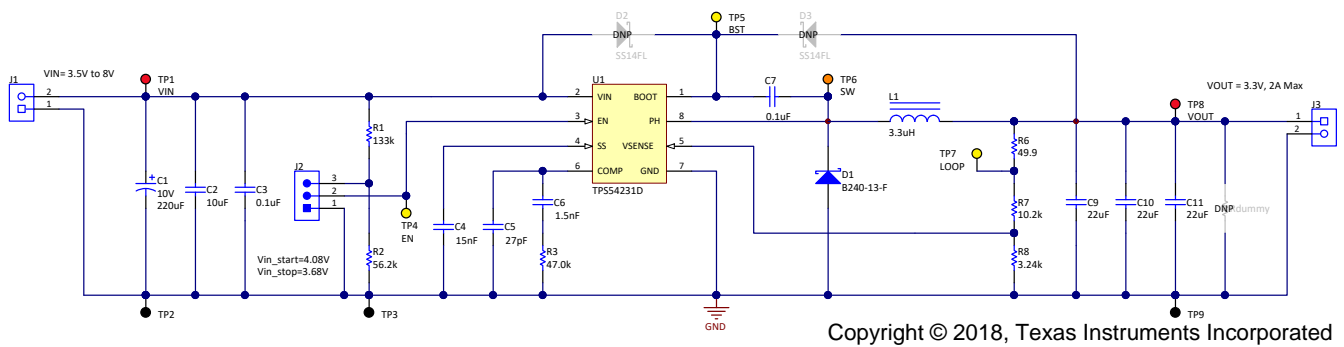 D2
DNP
SS14FL
TP5
BST
D3
DNP
SS14FL
J1
VIN= 3.5V to 8V
2
1
TP1
VIN
U1
2
VIN
BOOT
1
3
EN
PH
8
4
SS
VSENSE
5
6
COMP
GND
7
TPS54231D
C7
0.1uF
TP6
SW
L1
3.3uH
VOUT = 3.3V, 2A Max
TP8
VOUT
J3
1
2
R1
133k
J2
3
2
1
TP4
EN
C1
10V
220uF
C2
10uF
C3
0.1uF
Vin_start=4.08V
Vin_stop=3.68V
R2
56.2k
C4
15nF
C5
27pF
C6
1.5nF
R3
47.0k
D1
B240-13-F
TP7
LOOP
R6
49.9
R7
10.2k
R8
3.24k
C9
22uF
C10
22uF
C11
22uF
DNP
TP2
TP3
GND
TP9
Copyright © 2018, Texas Instruments Incorporated